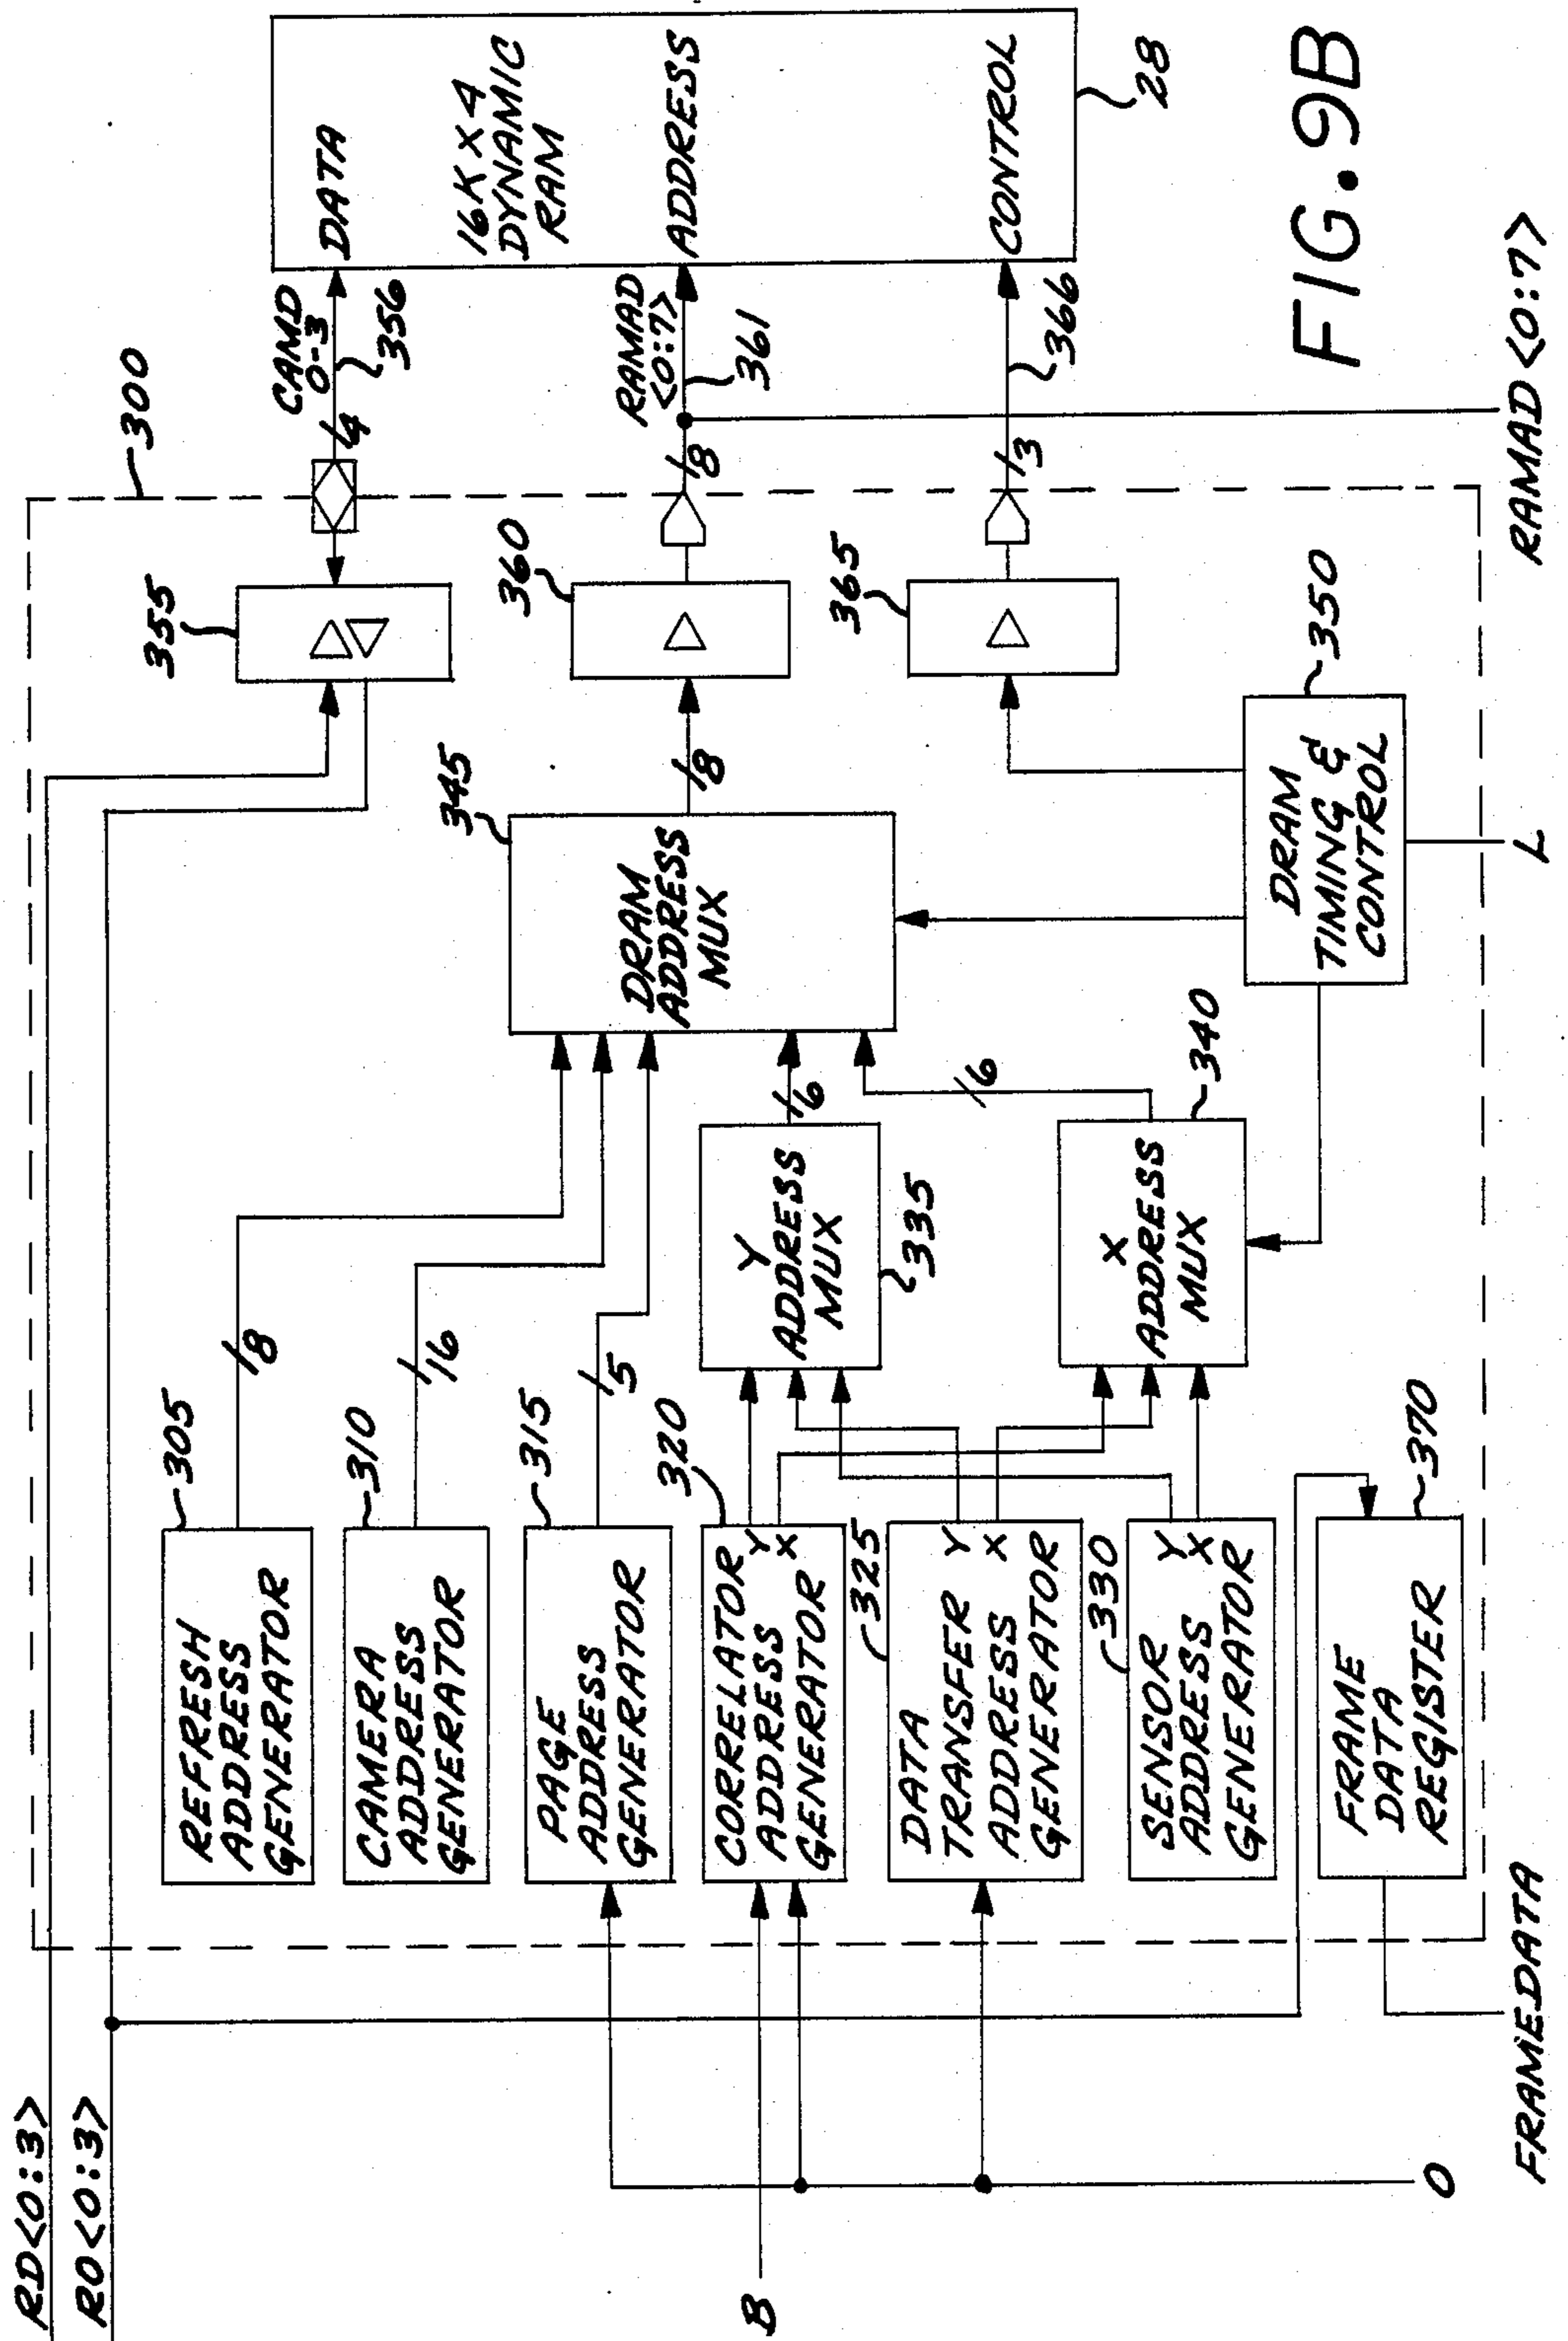 RD<0:3>
RO<0:3>
300
CAMD
0-3
4
356
DATA
16K X 4
DYNAMIC
RAM
ADDRESS
CONTROL
28
355
RAMAD
<0:7>
8
361
360
3
366
365
305
REFRESH
ADDRESS
GENERATOR
8
310
CAMERA
ADDRESS
GENERATOR
16
315
PAGE
ADDRESS
GENERATOR
5
345
DRAM
ADDRESS
MUX
8
320
CORRELATOR
ADDRESS
GENERATOR
Y
X
Y
ADDRESS
MUX
335
6
325
DATA
TRANSFER
ADDRESS
GENERATOR
Y
X
X
ADDRESS
MUX
340
6
330
SENSOR
ADDRESS
GENERATOR
Y
X
DRAM
TIMING &
CONTROL
350
FRAME
DATA
REGISTER
370
B
O
FRAMEDATA
L
RAMAD <0:7>
FIG. 9B